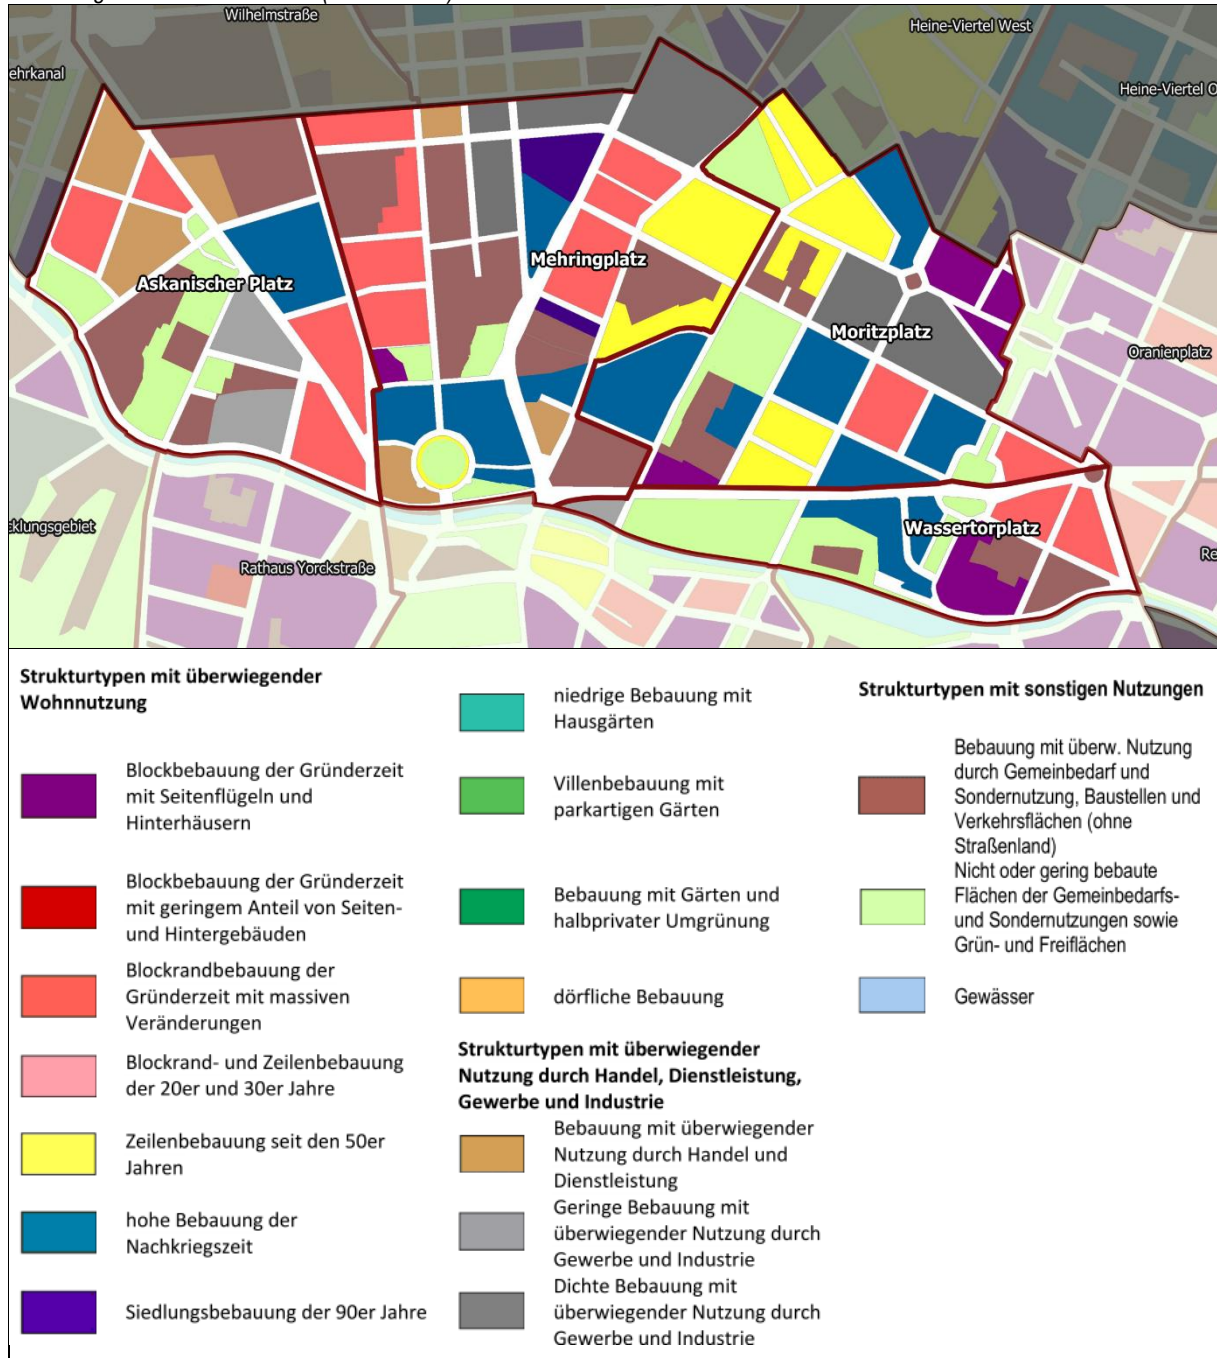 Wilhelmstraße
Heine-Viertel West
ehrkanal
Heine-Viertel O
Mehringplatz
Askanischer Platz
Moritzplatz
Oranienplatz
cklungsgebiet
Wassertorplatz
Rathaus Yorckstraße
Re
Strukturtypen mit überwiegender
Wohnnutzung
Blockbebauung der Gründerzeit
mit Seitenflügeln und
Hinterhäusern
Blockbebauung der Gründerzeit
mit geringem Anteil von Seiten-
und Hintergebäuden
Blockrandbebauung der
Gründerzeit mit massiven
Veränderungen
Blockrand- und Zeilenbebauung
der 20er und 30er Jahre
Zeilenbebauung seit den 50er
Jahren
hohe Bebauung der
Nachkriegszeit
Siedlungsbebauung der 90er Jahre
niedrige Bebauung mit
Hausgärten
Villenbebauung mit
parkartigen Gärten
Bebauung mit Gärten und
halbprivater Umgrünung
dörfliche Bebauung
Strukturtypen mit überwiegender
Nutzung durch Handel, Dienstleistung,
Gewerbe und Industrie
Bebauung mit überwiegender
Nutzung durch Handel und
Dienstleistung
Geringe Bebauung mit
überwiegender Nutzung durch
Gewerbe und Industrie
Dichte Bebauung mit
überwiegender Nutzung durch
Gewerbe und Industrie
Strukturtypen mit sonstigen Nutzungen
Bebauung mit überw. Nutzung
durch Gemeinbedarf und
Sondernutzung, Baustellen und
Verkehrsflächen (ohne
Straßenland)
Nicht oder gering bebaute
Flächen der Gemeinbedarfs-
und Sondernutzungen sowie
Grün- und Freiflächen
Gewässer